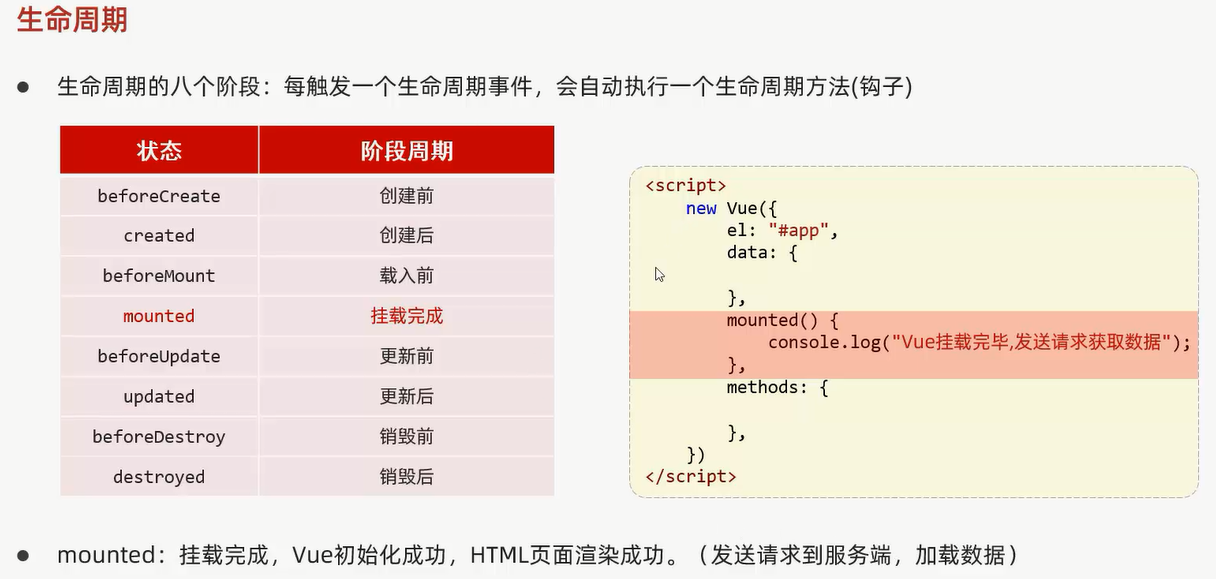 生命周期
● 生命周期的八个阶段：每触发一个生命周期事件，会自动执行一个生命周期方法(钩子)
状态 阶段周期
beforeCreate 创建前
created 创建后
beforeMount 载入前
mounted 挂载完成
beforeUpdate 更新前
updated 更新后
beforeDestroy 销毁前
destroyed 销毁后
<script>
new Vue({
el: "#app",
data: {
},
mounted() {
console.log("Vue挂载完毕,发送请求获取数据");
},
methods: {
},
})
</script>
● mounted：挂载完成，Vue初始化成功，HTML页面渲染成功。（发送请求到服务端，加载数据）